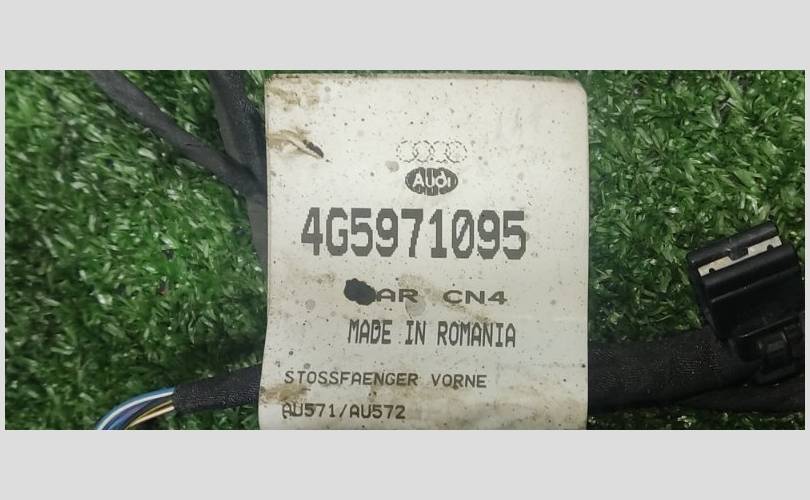 Audi
4G5971095
AR CN4
MADE IN ROMANIA
STOSSFAENGER VORNE
AU571/AU572